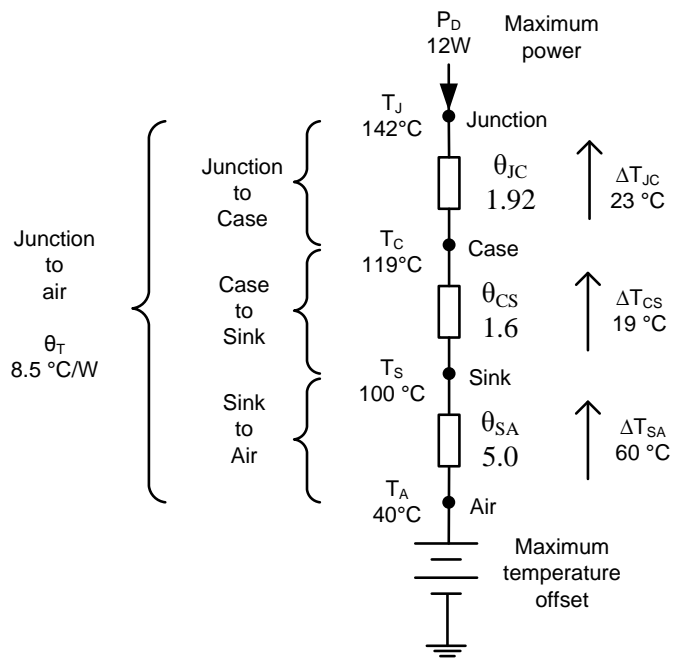 P_D
12W
Maximum
power
T_J
142°C
Junction
Junction
to
Case
θ_JC
1.92
ΔT_JC
23 °C
T_C
119°C
Case
Junction
to
air
θ_T
8.5 °C/W
Case
to
Sink
θ_CS
1.6
ΔT_CS
19 °C
T_S
100 °C
Sink
Sink
to
Air
θ_SA
5.0
ΔT_SA
60 °C
T_A
40°C
Air
Maximum
temperature
offset